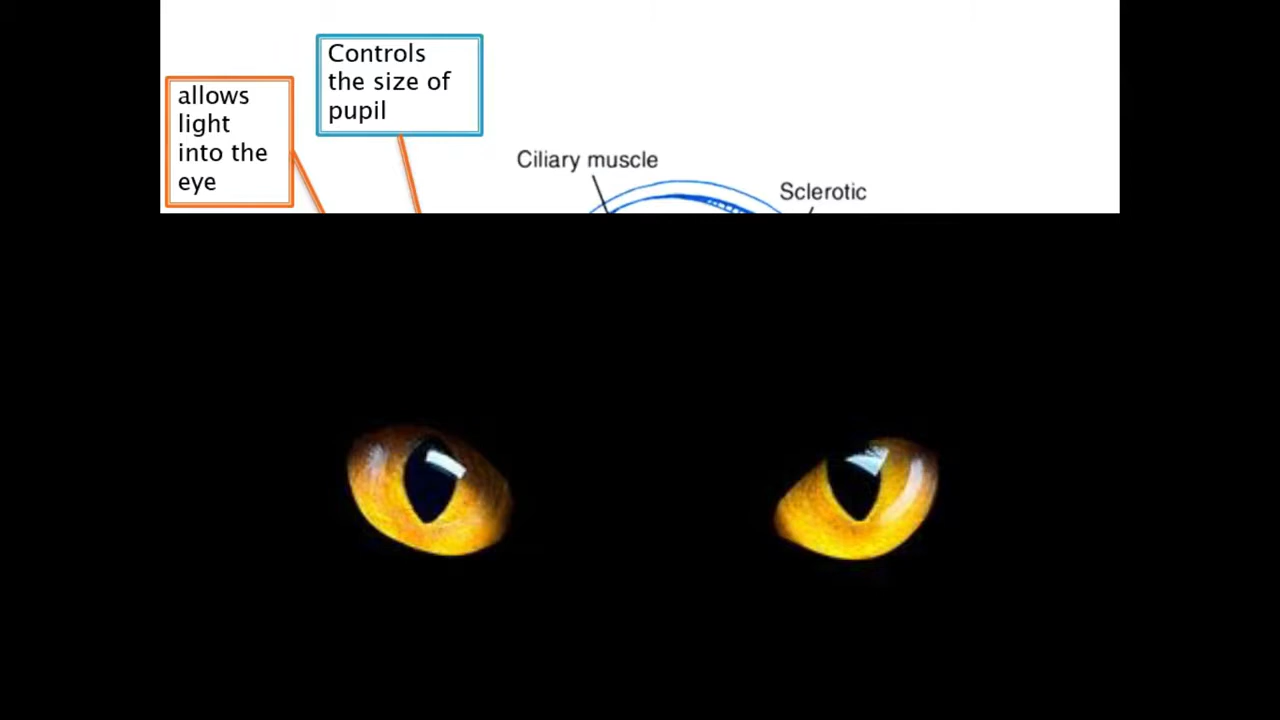 Controls
the size of
pupil
allows
light
into the
eye
Ciliary muscle
Sclerotic